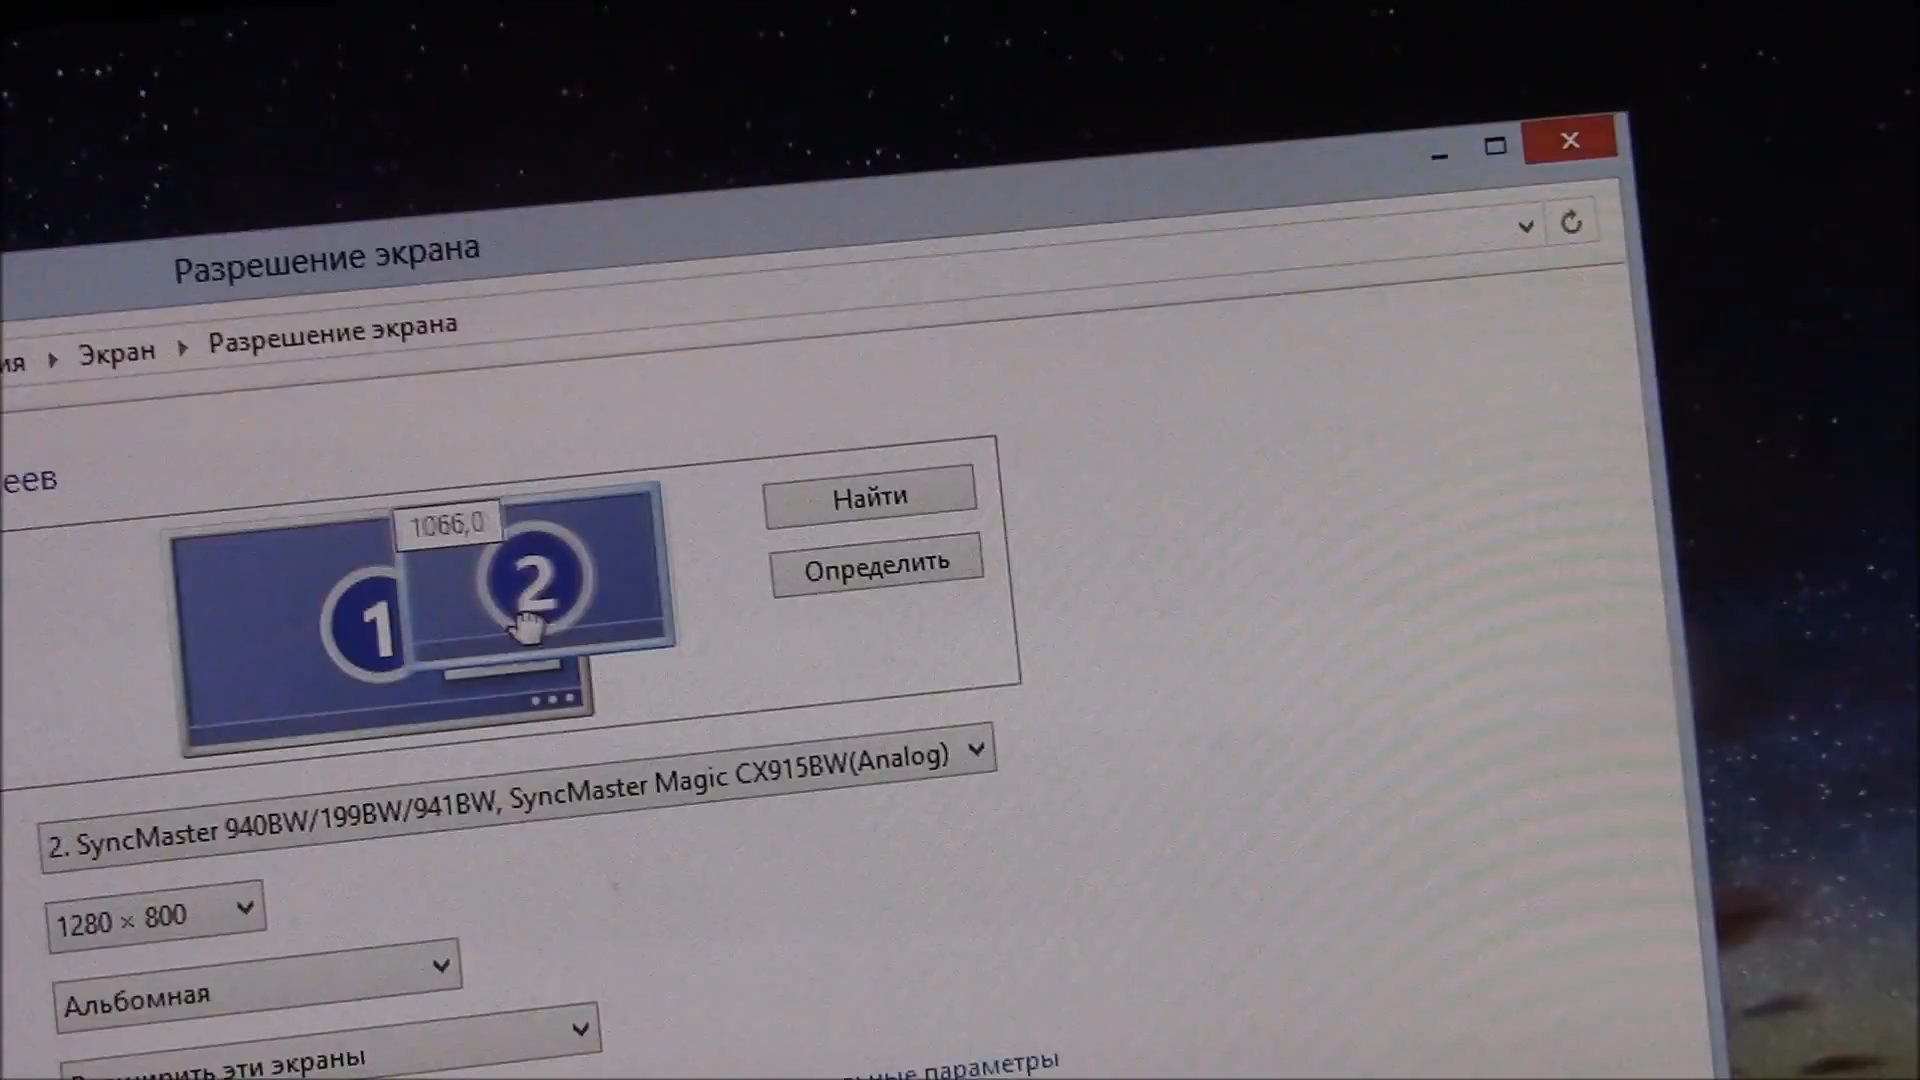 Разрешение экрана
ия ▸ Экран ▸ Разрешение экрана
еев
1066,0
1
2
Найти
Определить
2. SyncMaster 940BW/199BW/941BW, SyncMaster Magic CX915BW(Analog)
1280 × 800
Альбомная
эти экраны
параметры